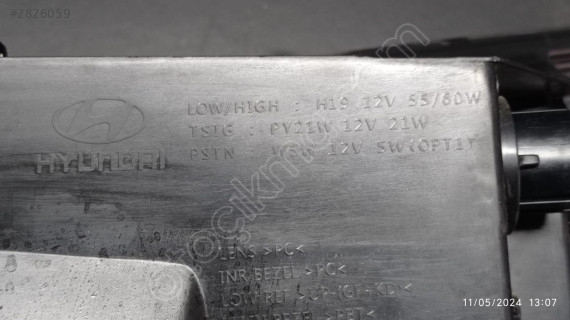 #2826059
LOW/HIGH : H19 12V 55/60W
TSIG : PY21W 12V 21W
PSTN : W5W 12V 5W(OPT1)
HYUNDAI
çıkma
LENS >PC<
INR BEZEL >PC<
11/05/2024 13:07